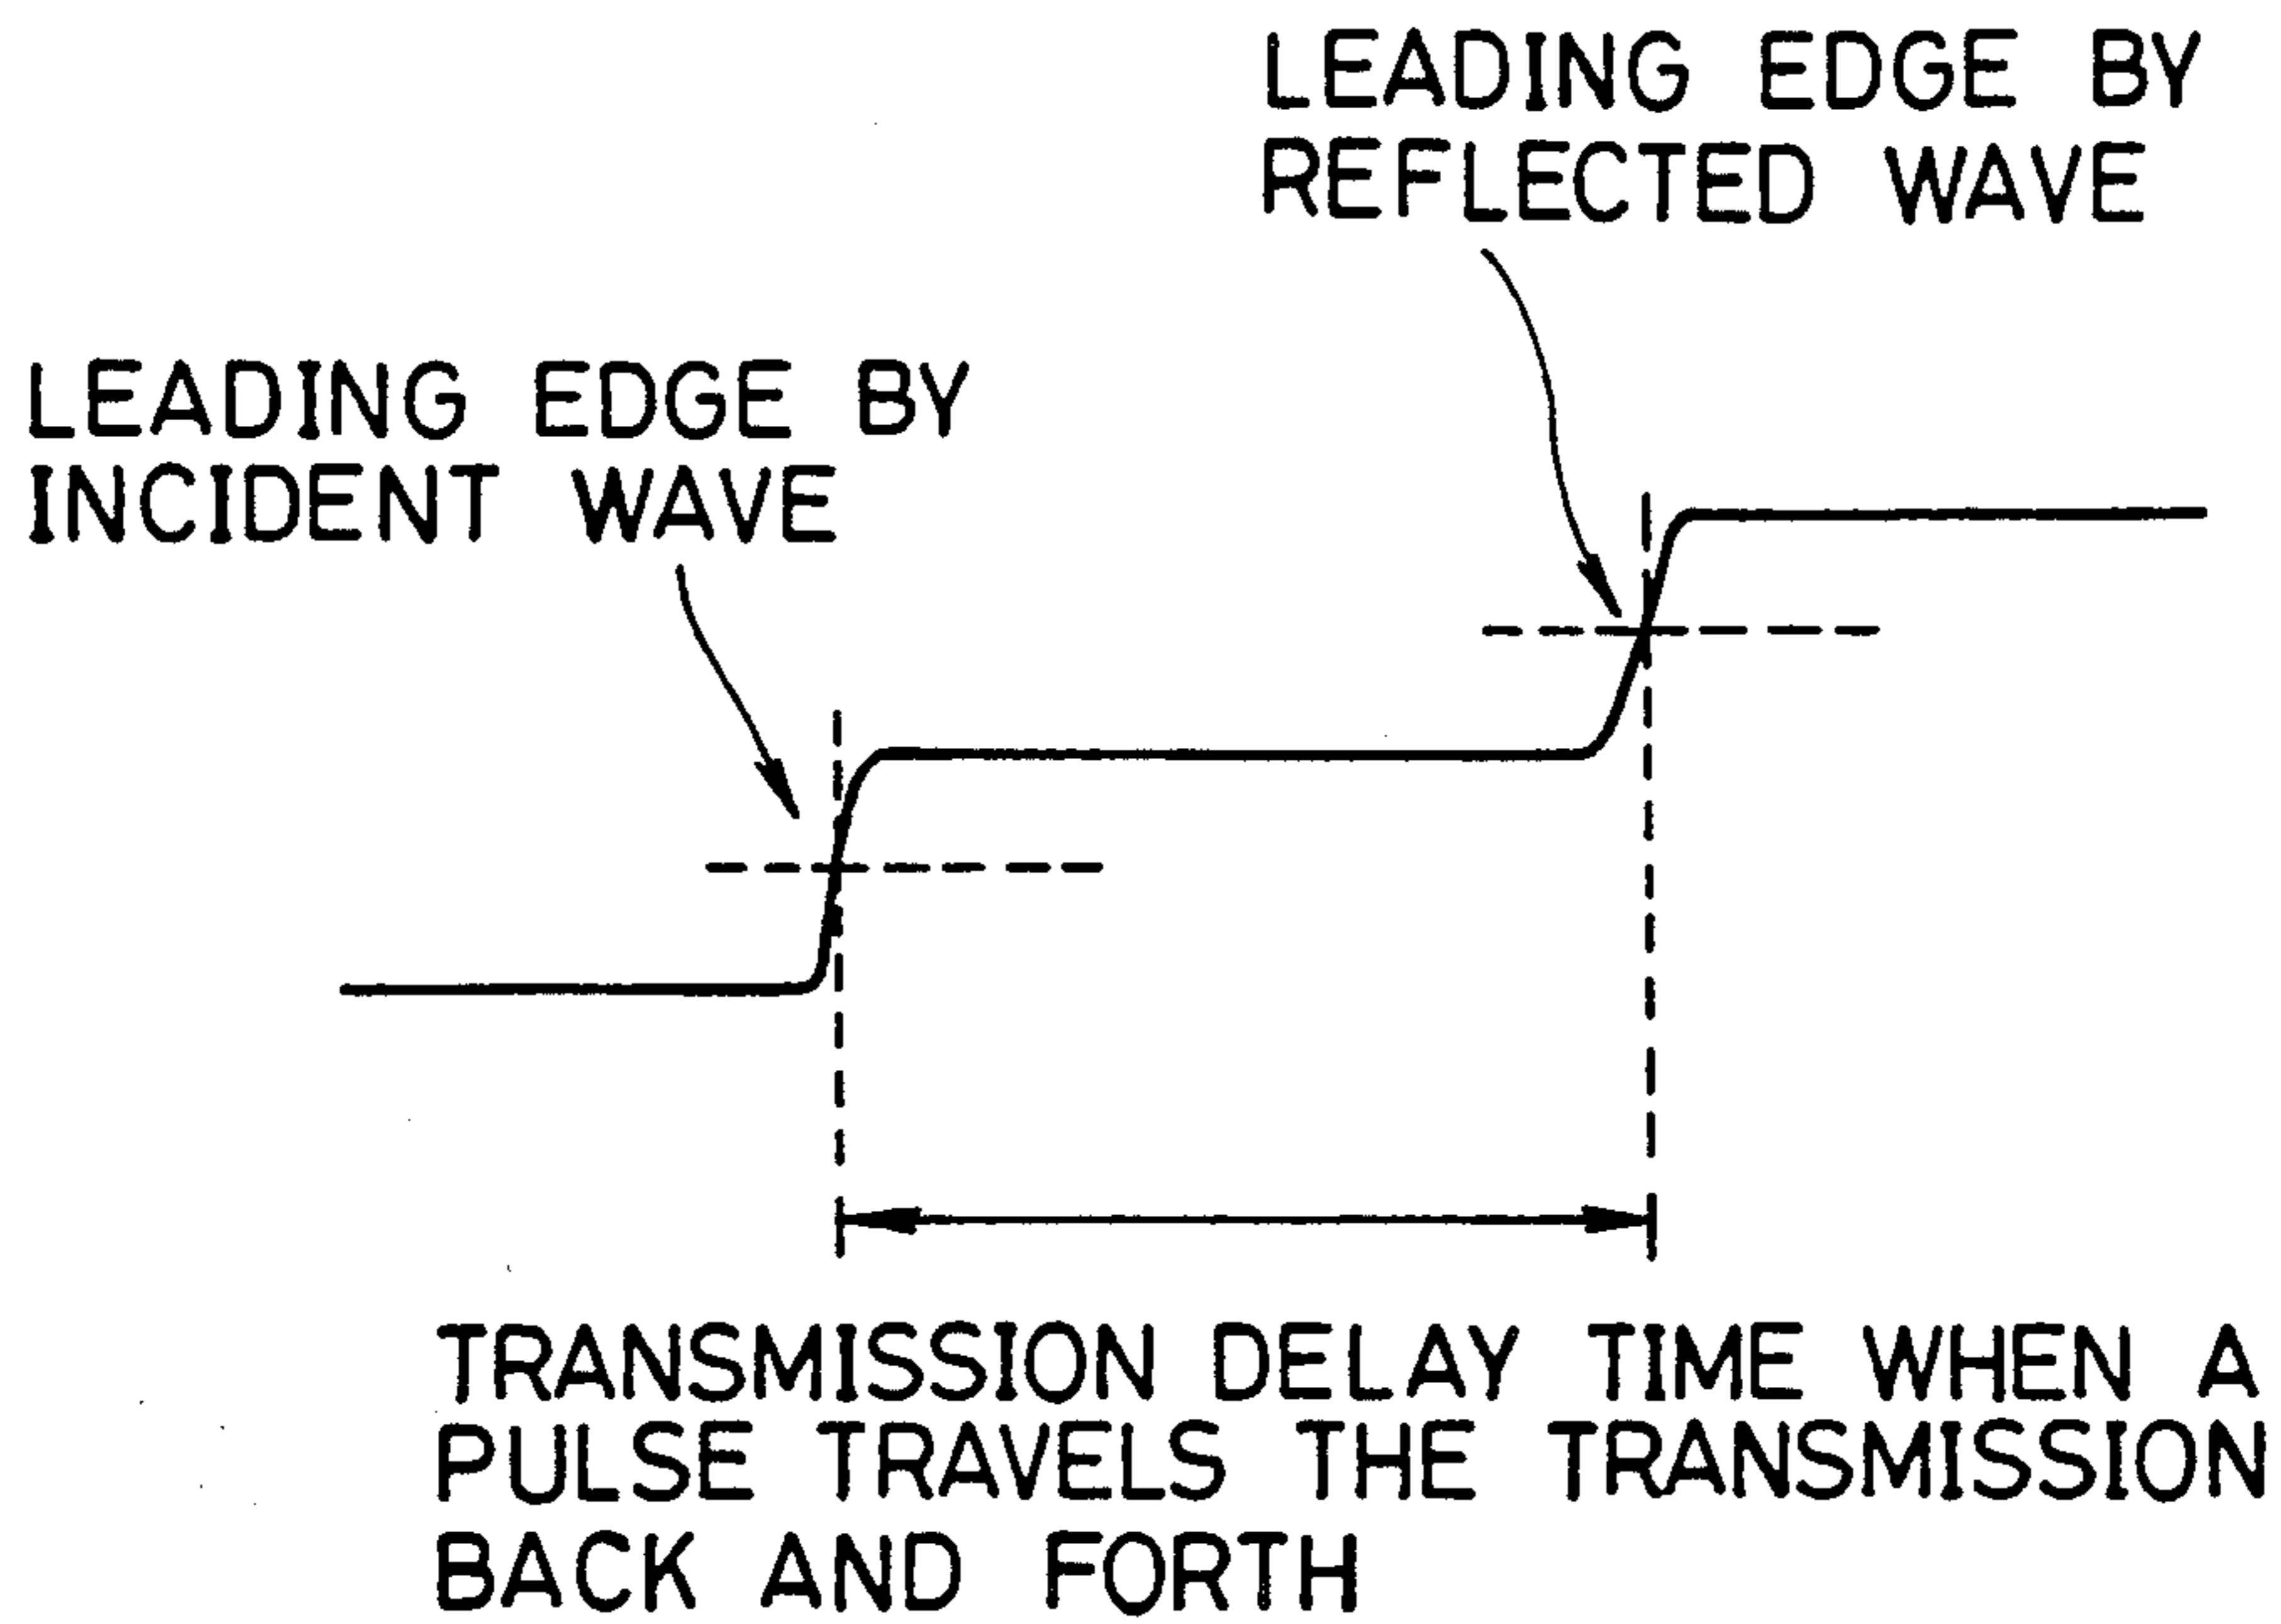 LEADING EDGE BY
REFLECTED WAVE
LEADING EDGE BY
INCIDENT WAVE
TRANSMISSION DELAY TIME WHEN A
PULSE TRAVELS THE TRANSMISSION
BACK AND FORTH